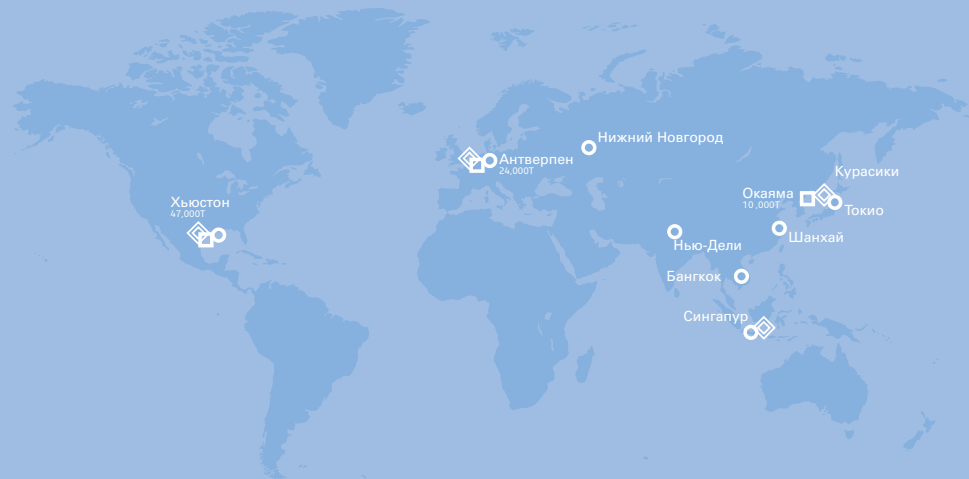 Нижний Новгород
Антверпен
24,000T
Курасики
Хьюстон
47,000T
Окаяма
10,000T
Токио
Шанхай
Нью-Дели
Бангкок
Сингапур